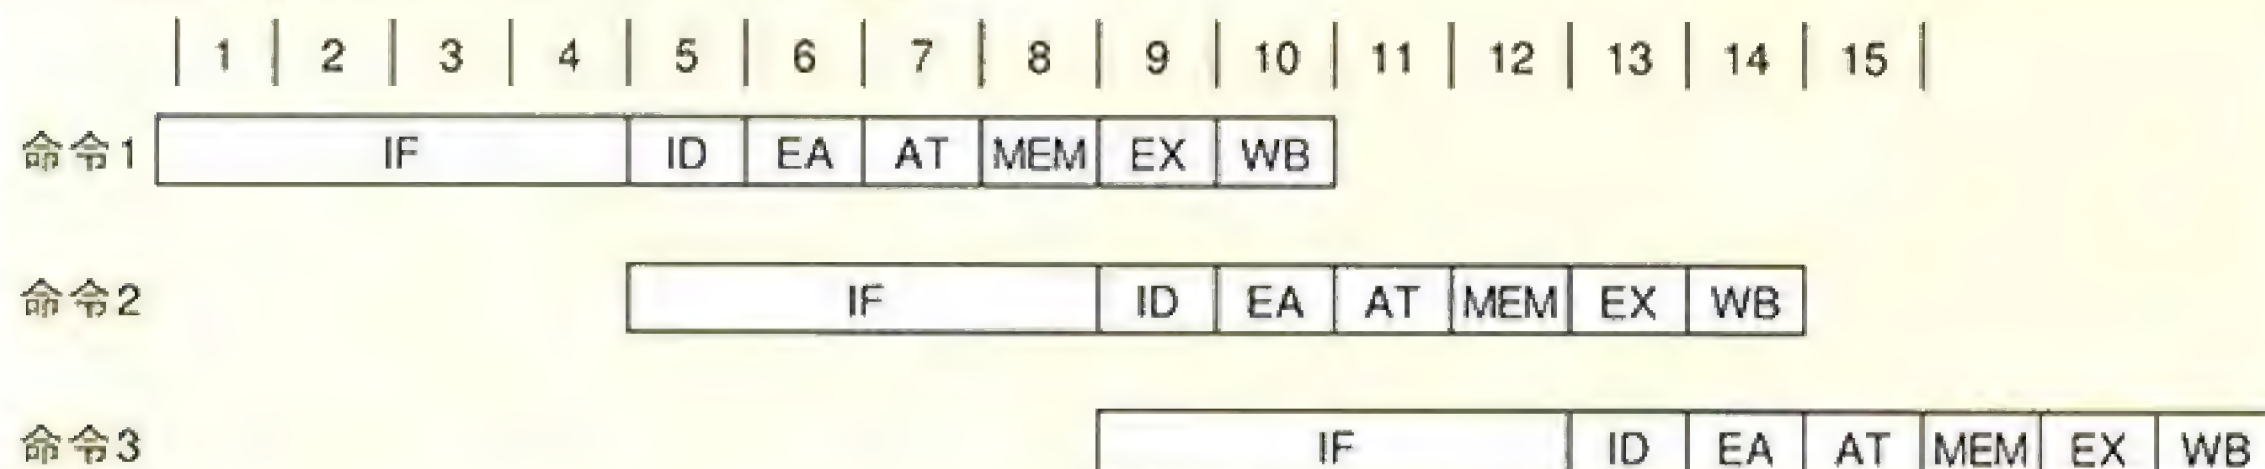 1 2 3 4 5 6 7 8 9 10 11 12 13 14 15
命令1 IF ID EA AT MEM EX WB
命令2 IF ID EA AT MEM EX WB
命令3 IF ID EA AT MEM EX WB